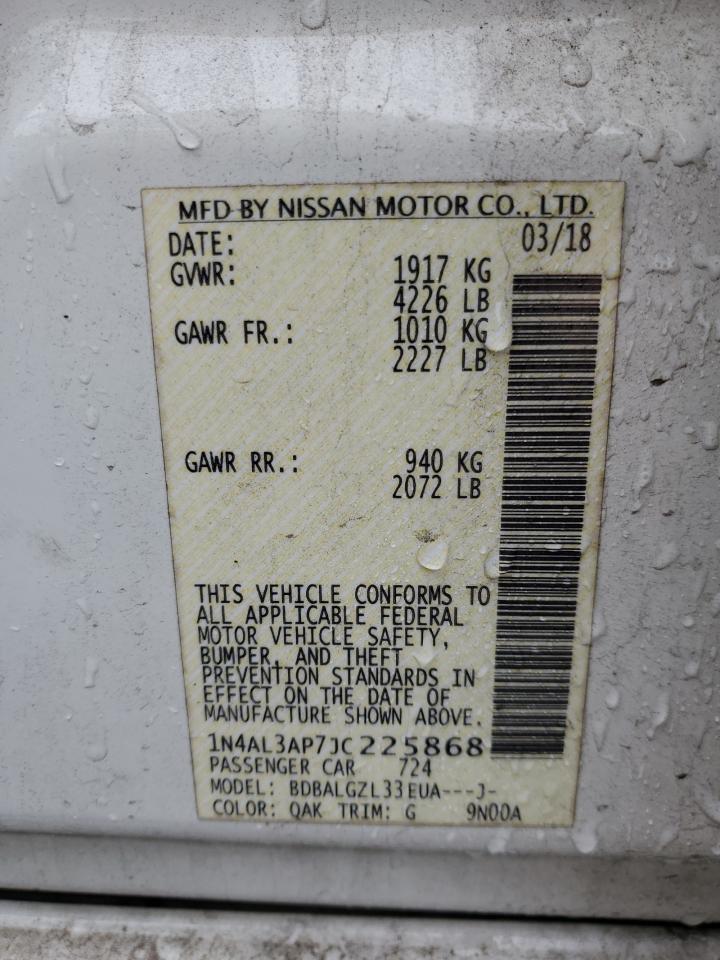 MFD BY NISSAN MOTOR CO., LTD.
DATE: 03/18
GVWR: 1917 KG
4226 LB
GAWR FR.: 1010 KG
2227 LB
GAWR RR.: 940 KG
2072 LB
THIS VEHICLE CONFORMS TO
ALL APPLICABLE FEDERAL
MOTOR VEHICLE SAFETY,
BUMPER, AND THEFT
PREVENTION STANDARDS IN
EFFECT ON THE DATE OF
MANUFACTURE SHOWN ABOVE.
1N4AL3AP7JC225868
PASSENGER CAR 724
MODEL: BDBALGZL33EUA---J-
COLOR: QAK TRIM: G 9N00A